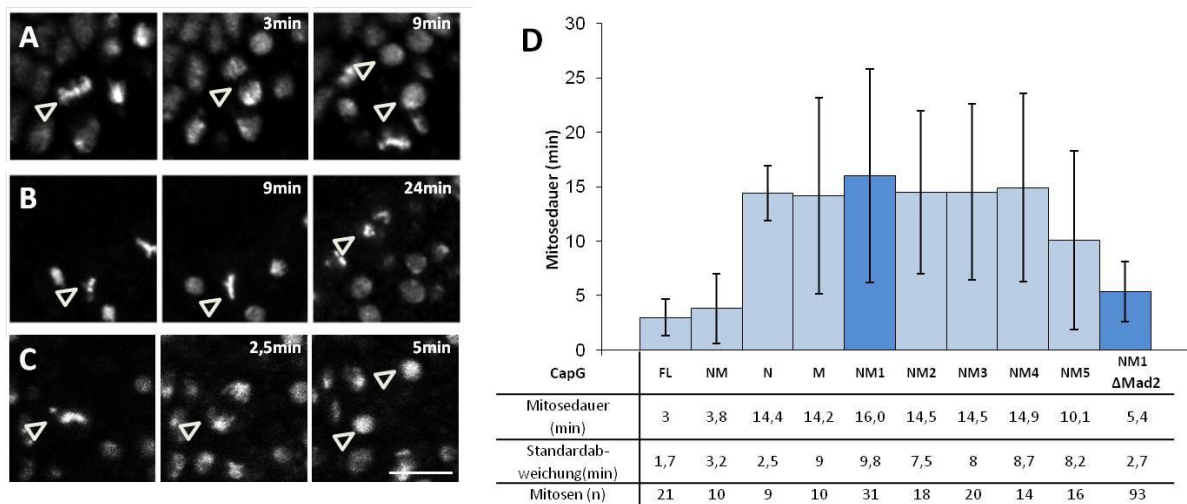 A
3min
9min
B
9min
24min
C
2,5min
5min
D
Mitosedauer (min)
30
25
20
15
10
5
0
CapG FL NM N M NM1 NM2 NM3 NM4 NM5 NM1 ΔMad2
Mitosedauer (min) 3 3,8 14,4 14,2 16,0 14,5 14,5 14,9 10,1 5,4
Standardab-
weichung(min) 1,7 3,2 2,5 9 9,8 7,5 8 8,7 8,2 2,7
Mitosen (n) 21 10 9 10 31 18 20 14 16 93